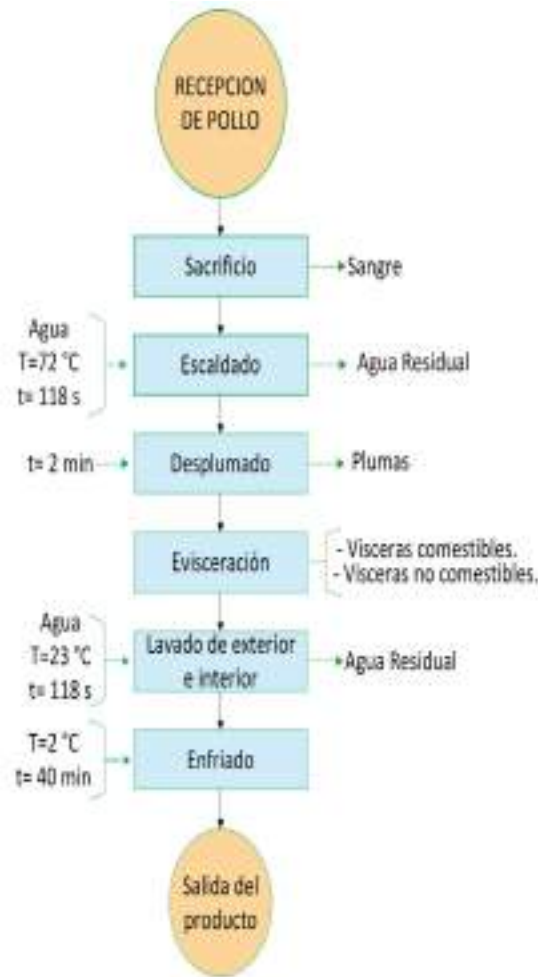 RECEPCION
DE POLLO
Sacrificio
Sangre
Agua
T=72 °C
t= 118 s
Escaldado
Agua Residual
t= 2 min
Desplumado
Plumas
Evisceración
- Visceras comestibles.
- Visceras no comestibles.
Agua
T=23 °C
t= 118 s
Lavado de exterior
e interior
Agua Residual
T=2 °C
t= 40 min
Enfriado
Salida del
producto